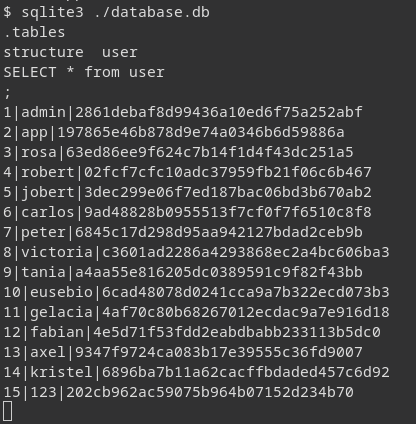 $ sqlite3 ./database.db
.tables
structure  user
SELECT * from user
;
1|admin|2861debaf8d99436a10ed6f75a252abf
2|app|197865e46b878d9e74a0346b6d59886a
3|rosa|63ed86ee9f624c7b14f1d4f43dc251a5
4|robert|02fcf7cfc10adc37959fb21f06c6b467
5|jobert|3dec299e06f7ed187bac06bd3b670ab2
6|carlos|9ad48828b0955513f7cf0f7f6510c8f8
7|peter|6845c17d298d95aa942127bdad2ceb9b
8|victoria|c3601ad2286a4293868ec2a4bc606ba3
9|tania|a4aa55e816205dc0389591c9f82f43bb
10|eusebio|6cad48078d0241cca9a7b322ecd073b3
11|gelacia|4af70c80b68267012ecdac9a7e916d18
12|fabian|4e5d71f53fdd2eabdbabb233113b5dc0
13|axel|9347f9724ca083b17e39555c36fd9007
14|kristel|6896ba7b11a62cacffbdaded457c6d92
15|123|202cb962ac59075b964b07152d234b70